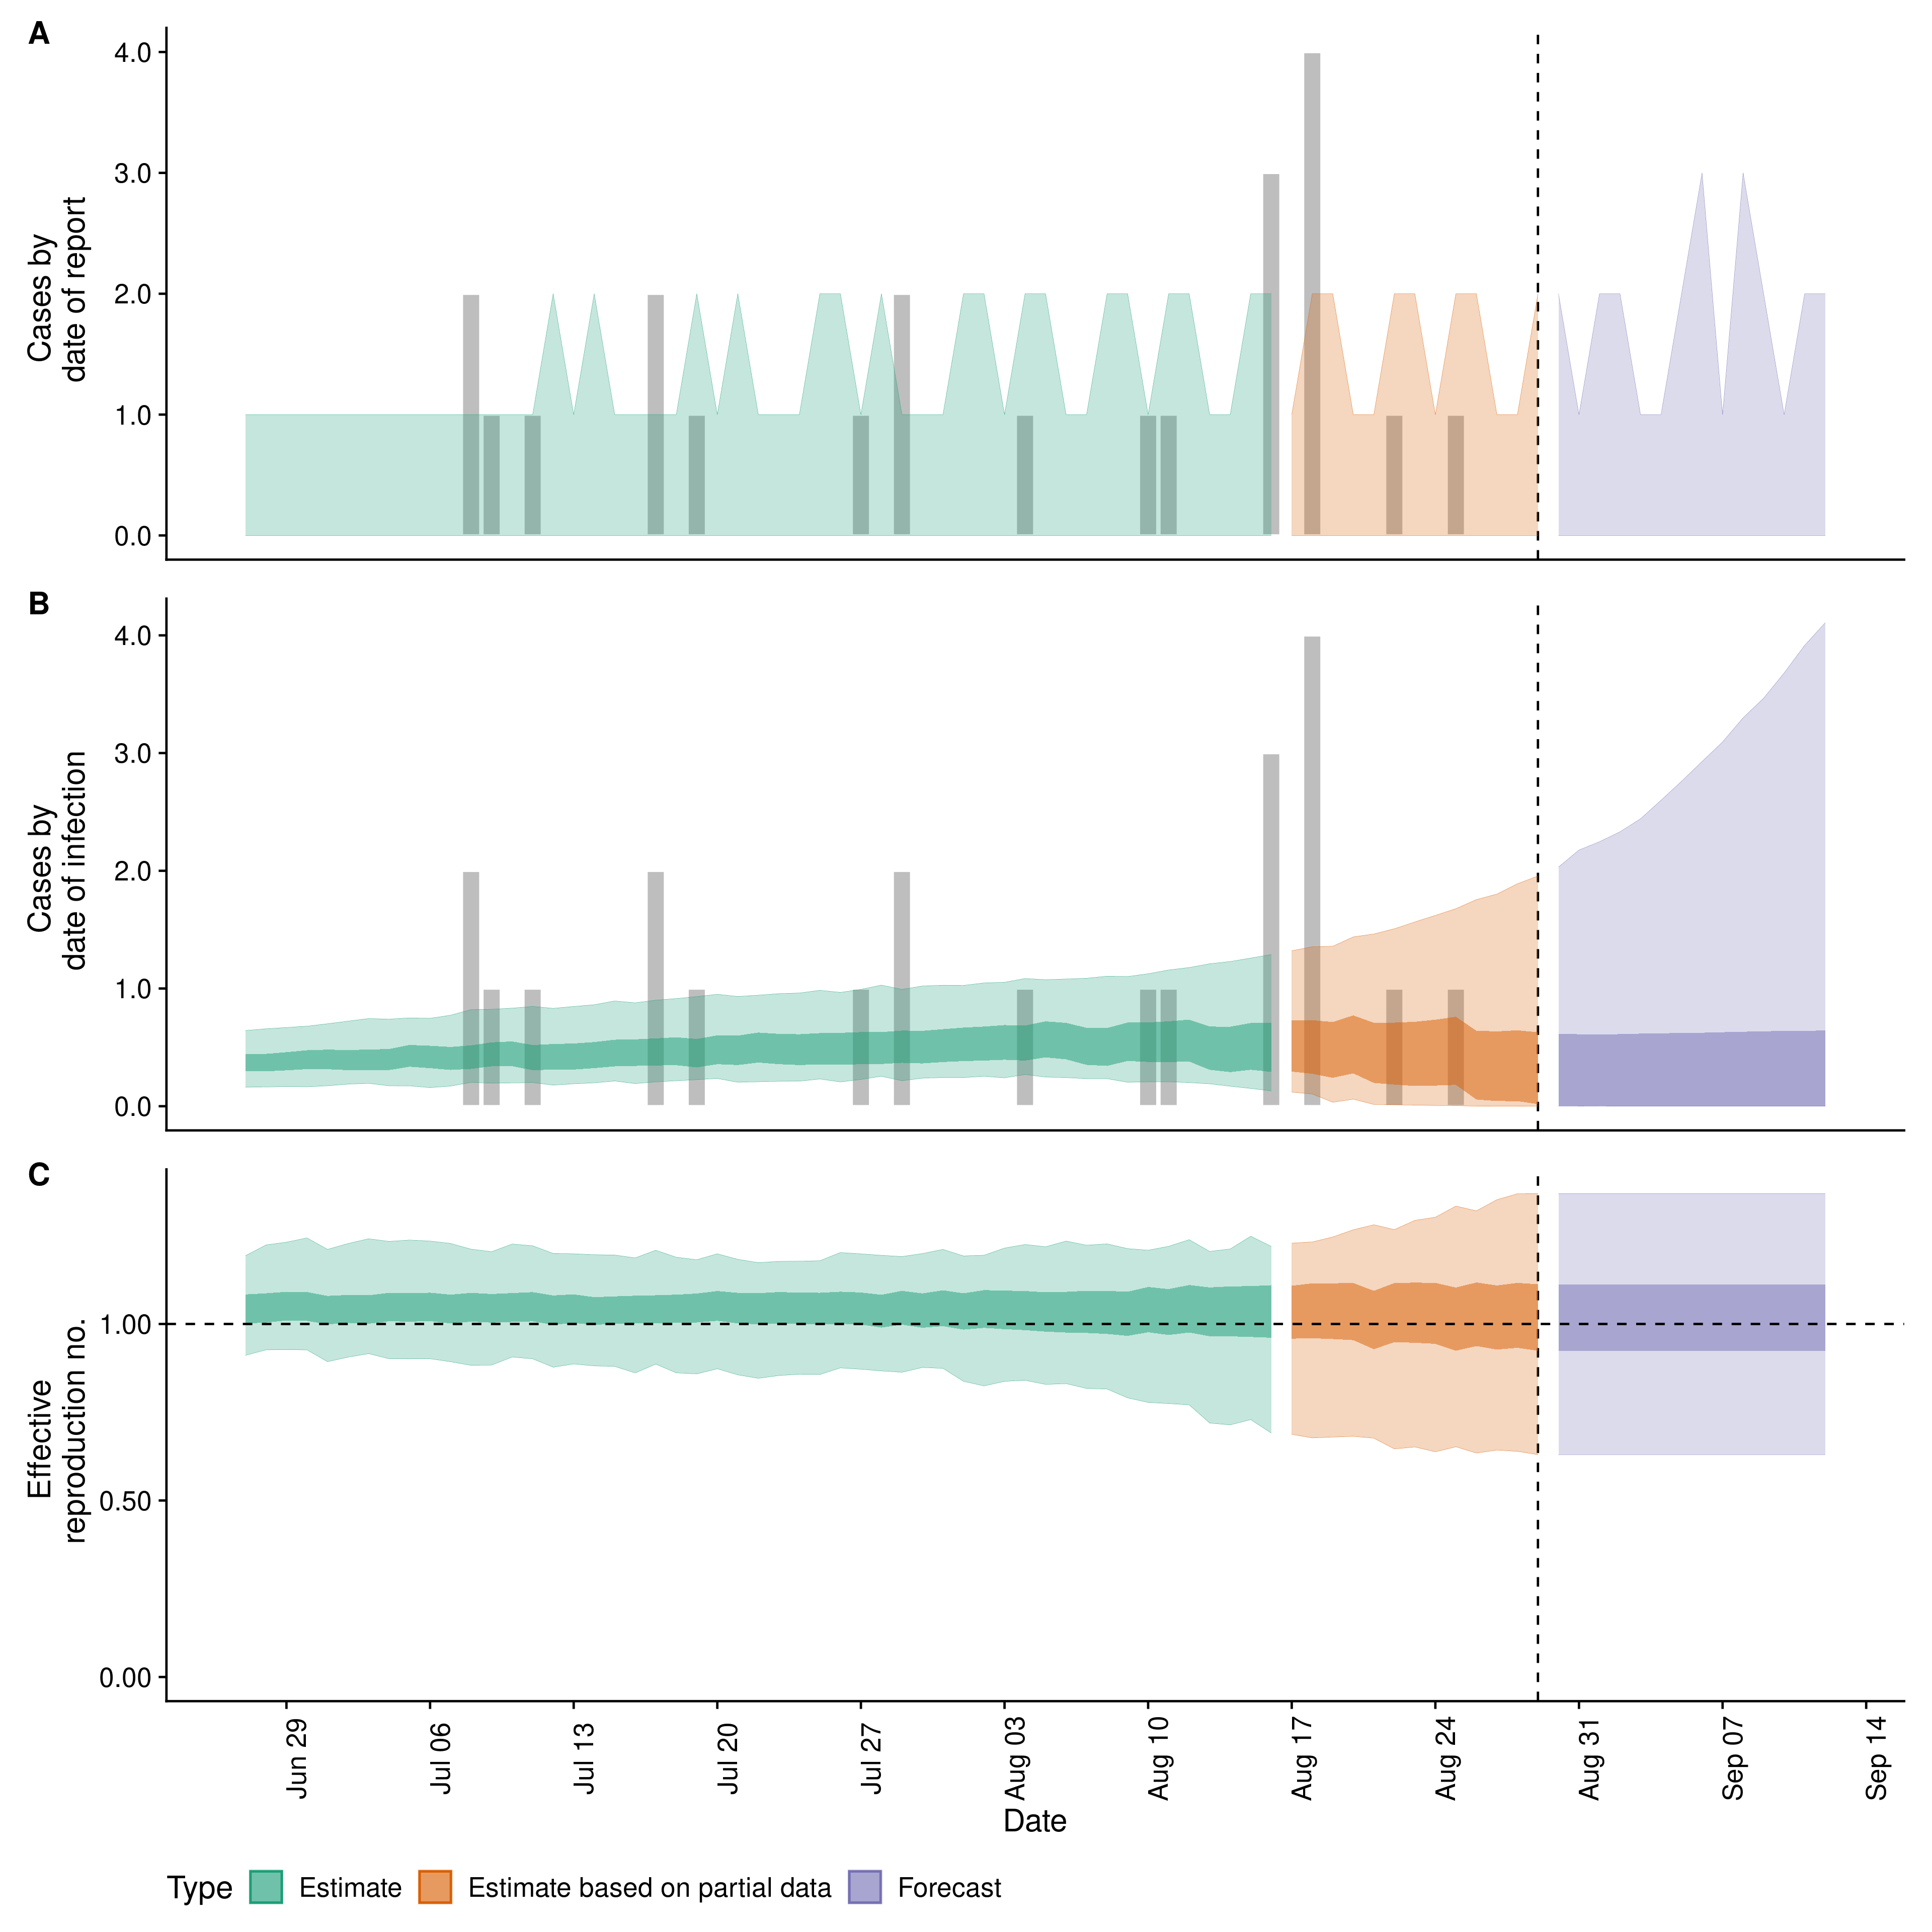 A
4.0
3.0
2.0
1.0
0.0
Cases by
date of report
B
4.0
3.0
2.0
1.0
0.0
Cases by
date of infection
C
1.00
0.50
0.00
Effective
reproduction no.
Jun 29
Jul 06
Jul 13
Jul 20
Jul 27
Aug 03
Aug 10
Aug 17
Aug 24
Aug 31
Sep 07
Sep 14
Date
Type Estimate Estimate based on partial data Forecast